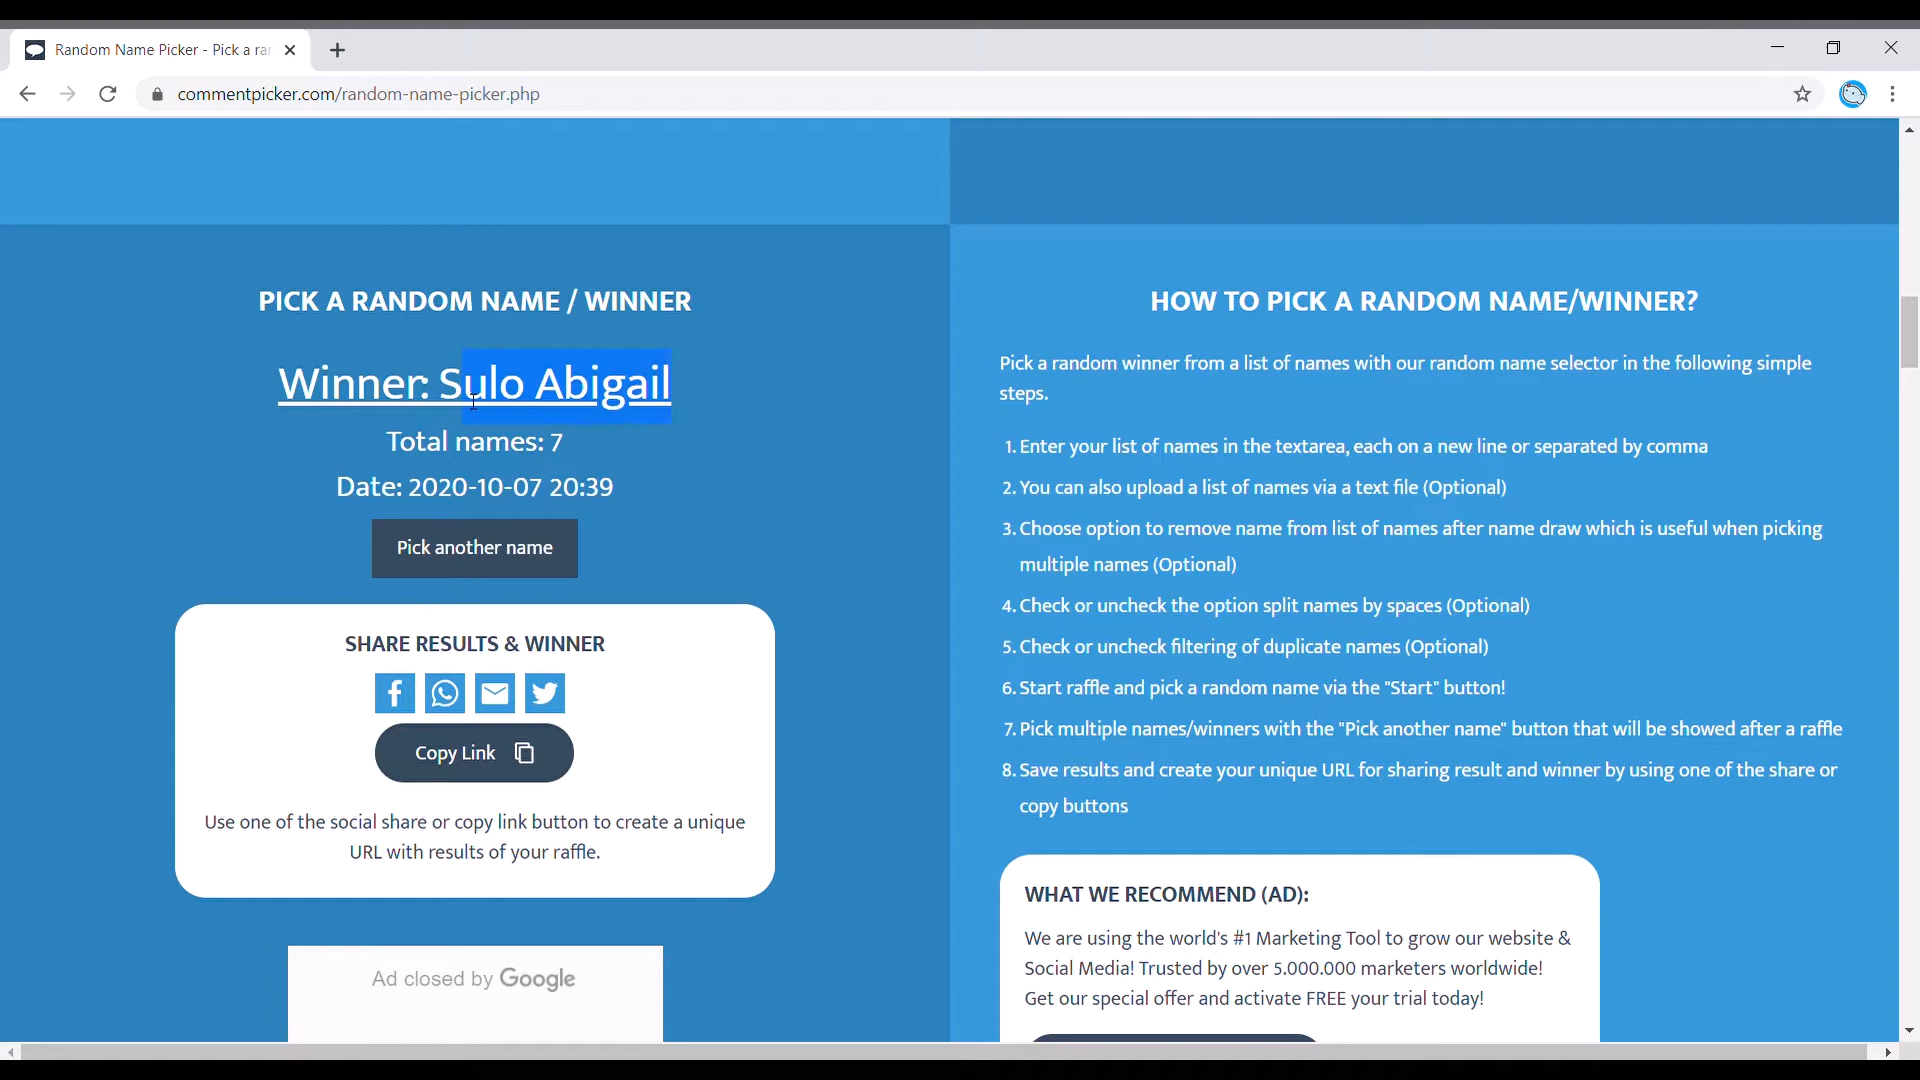 Random Name Picker - Pick a ra
commentpicker.com/random-name-picker.php
PICK A RANDOM NAME / WINNER
Winner: Sulo Abigail
Total names: 7
Date: 2020-10-07 20:39
Pick another name
SHARE RESULTS & WINNER
Copy Link
Use one of the social share or copy link button to create a unique
URL with results of your raffle.
Ad closed by Google
HOW TO PICK A RANDOM NAME/WINNER?
Pick a random winner from a list of names with our random name selector in the following simple
steps.
1. Enter your list of names in the textarea, each on a new line or separated by comma
2. You can also upload a list of names via a text file (Optional)
3. Choose option to remove name from list of names after name draw which is useful when picking
multiple names (Optional)
4. Check or uncheck the option split names by spaces (Optional)
5. Check or uncheck filtering of duplicate names (Optional)
6. Start raffle and pick a random name via the "Start" button!
7. Pick multiple names/winners with the "Pick another name" button that will be showed after a raffle
8. Save results and create your unique URL for sharing result and winner by using one of the share or
copy buttons
WHAT WE RECOMMEND (AD):
We are using the world's #1 Marketing Tool to grow our website &
Social Media! Trusted by over 5.000.000 marketers worldwide!
Get our special offer and activate FREE your trial today!